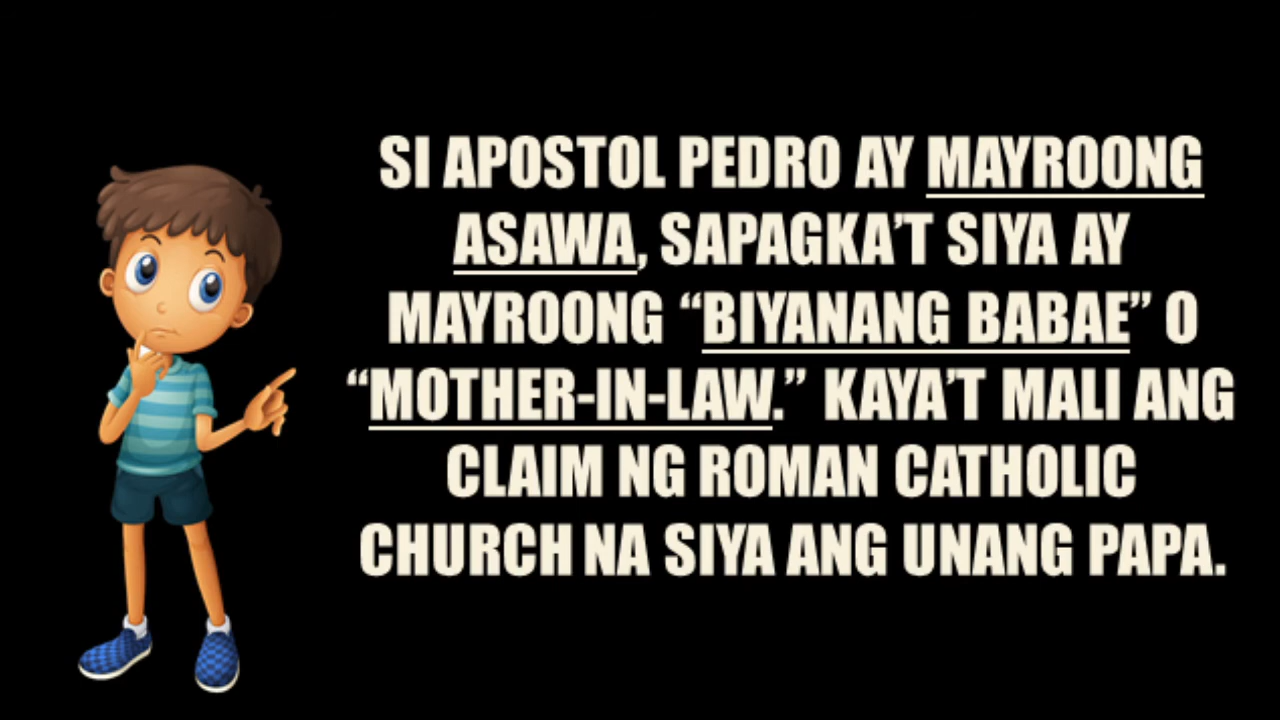 SI APOSTOL PEDRO AY MAYROONG
ASAWA, SAPAGKA’T SIYA AY
MAYROONG “BIYANANG BABAE” O
“MOTHER-IN-LAW.” KAYA’T MALI ANG
CLAIM NG ROMAN CATHOLIC
CHURCH NA SIYA ANG UNANG PAPA.